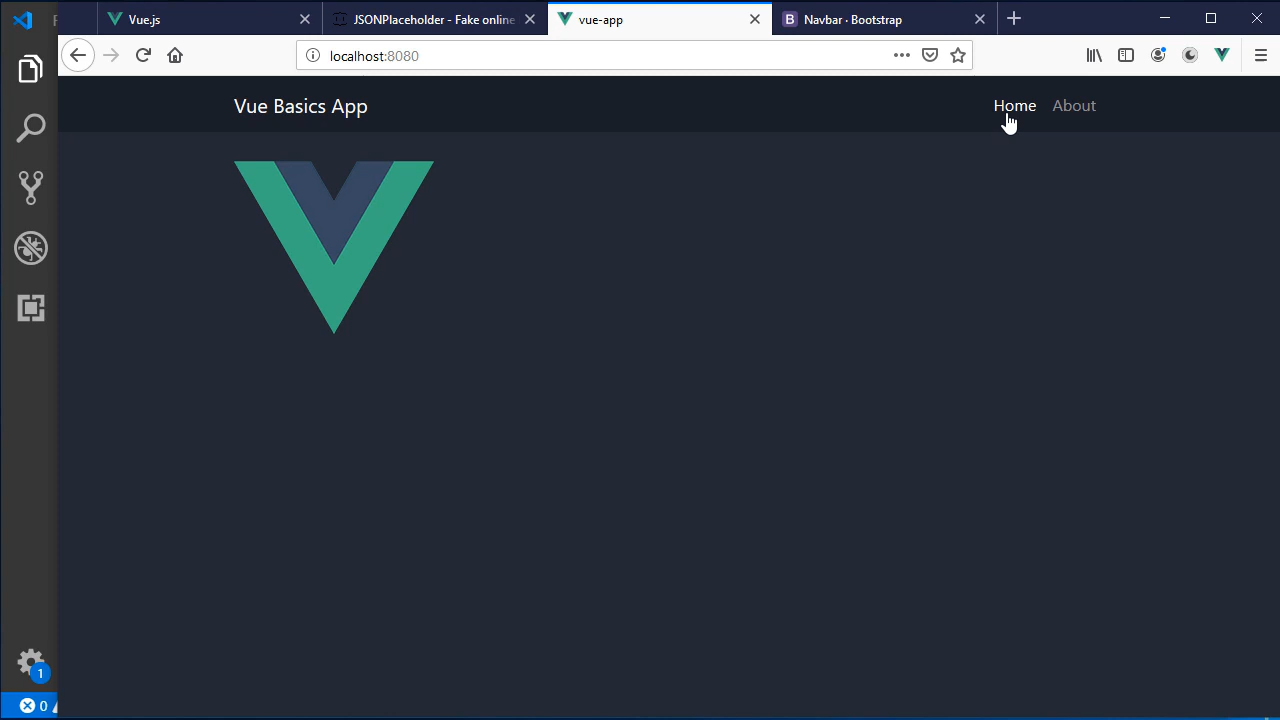 Vue.js
JSONPlaceholder - Fake online
vue-app
B Navbar · Bootstrap
localhost:8080
Vue Basics App
Home
About
1
0